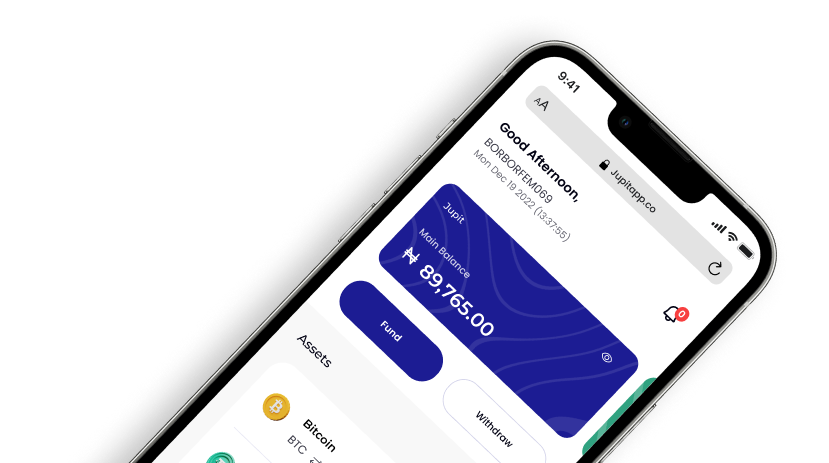 9:41
AA
Jupitapp.co
Good Afternoon,
BORBORFEM069
Mon Dec 19 2022 (13:37:55)
0
Jupit
Main Balance
₦ 89,765.00
Fund
Withdraw
Assets
Bitcoin
BTC